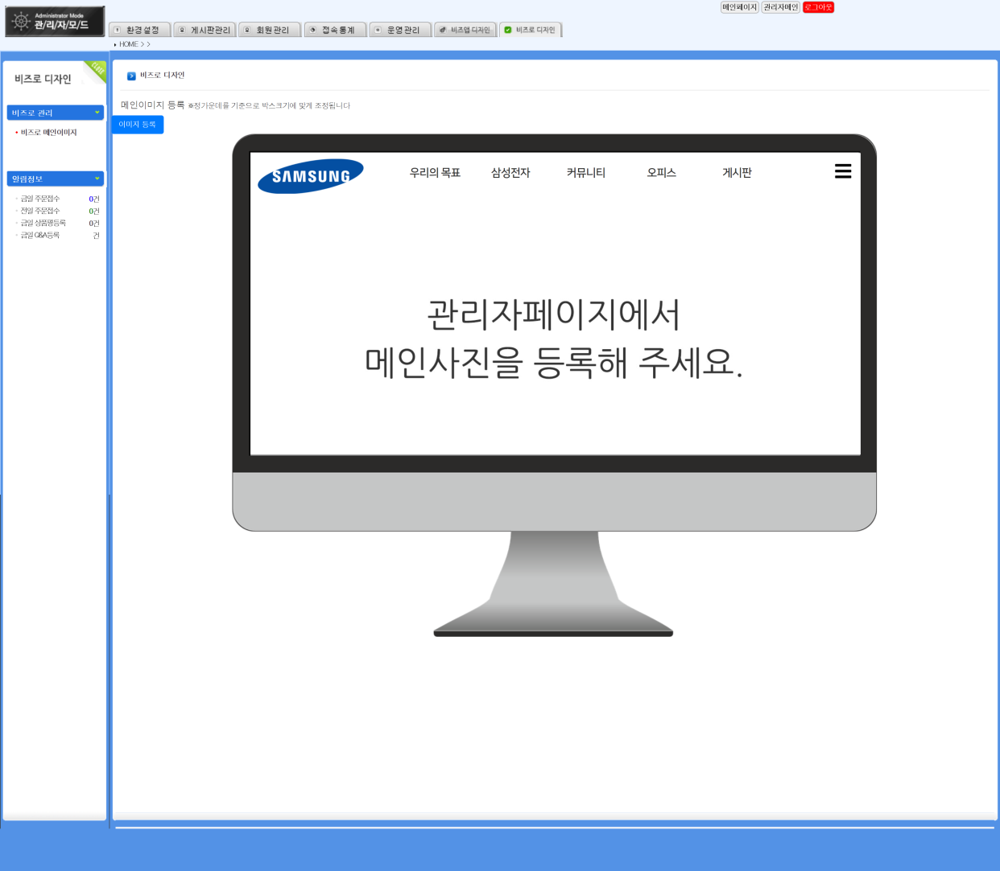 메인페이지 관리자메인 로그아웃
Administrator Mode
관/리/자/모/드
환경설정 게시판관리 회원관리 접속통계 운영관리 비즈앱 디자인 비즈로 디자인
HOME > >
비즈로 디자인
비즈로 관리
비즈로 메인이미지
알림정보
금일 주문접수 0건
전일 주문접수 0건
금일 상품평등록 0건
금일 Q&A등록 건
비즈로 디자인
메인이미지 등록 ※정가운데를 기준으로 박스크기에 맞게 조정됩니다
이미지 등록
SAMSUNG 우리의 목표 삼성전자 커뮤니티 오피스 게시판
관리자페이지에서
메인사진을 등록해 주세요.